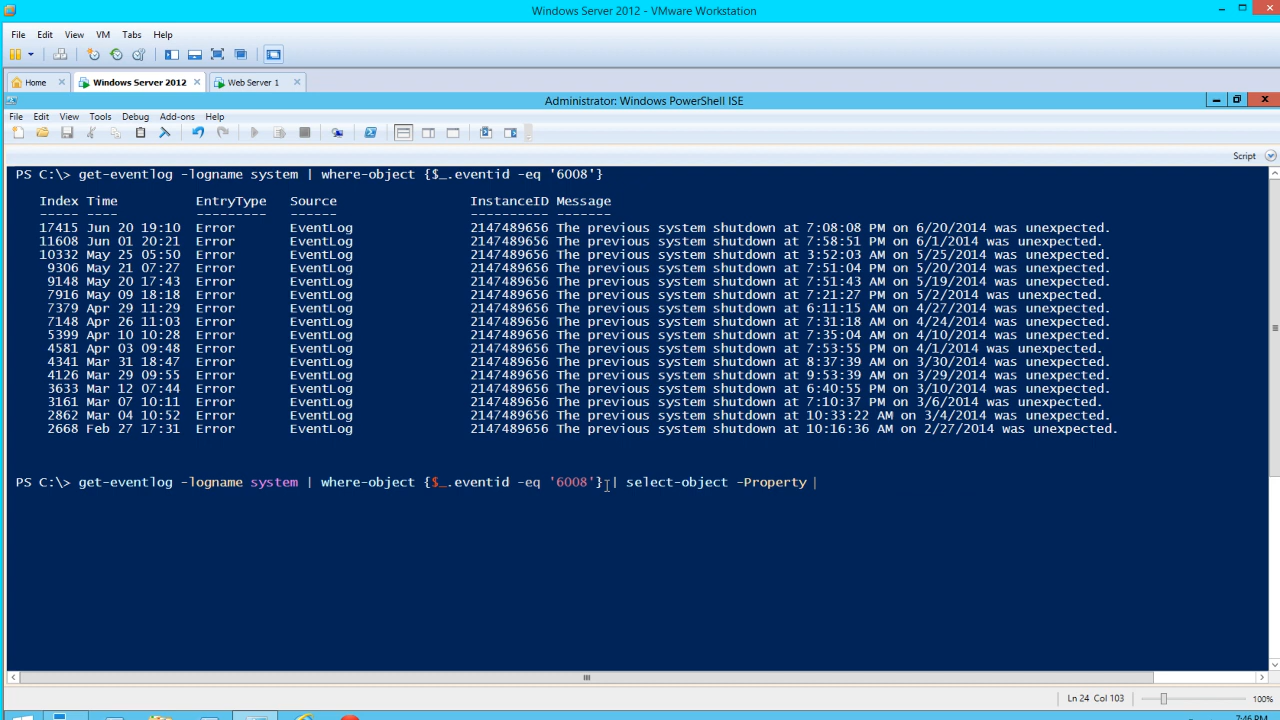 Windows Server 2012 - VMware Workstation
File Edit View VM Tabs Help
Home Windows Server 2012 Web Server 1
Administrator: Windows PowerShell ISE
File Edit View Tools Debug Add-ons Help
Script
PS C:\> get-eventlog -logname system | where-object {$_.eventid -eq '6008'}
Index Time EntryType Source InstanceID Message
----- ---- --------- ------ ---------- -------
17415 Jun 20 19:10 Error EventLog 2147489656 The previous system shutdown at 7:08:08 PM on 6/20/2014 was unexpected.
11608 Jun 01 20:21 Error EventLog 2147489656 The previous system shutdown at 7:58:51 PM on 6/1/2014 was unexpected.
10332 May 25 05:50 Error EventLog 2147489656 The previous system shutdown at 3:52:03 AM on 5/25/2014 was unexpected.
9306 May 21 07:27 Error EventLog 2147489656 The previous system shutdown at 7:51:04 PM on 5/20/2014 was unexpected.
9148 May 20 17:43 Error EventLog 2147489656 The previous system shutdown at 7:51:43 AM on 5/19/2014 was unexpected.
7916 May 09 18:18 Error EventLog 2147489656 The previous system shutdown at 7:21:27 PM on 5/2/2014 was unexpected.
7379 Apr 29 11:29 Error EventLog 2147489656 The previous system shutdown at 6:11:15 AM on 4/27/2014 was unexpected.
7148 Apr 26 11:03 Error EventLog 2147489656 The previous system shutdown at 7:31:18 AM on 4/24/2014 was unexpected.
5399 Apr 10 10:28 Error EventLog 2147489656 The previous system shutdown at 7:35:04 AM on 4/10/2014 was unexpected.
4581 Apr 03 09:48 Error EventLog 2147489656 The previous system shutdown at 7:53:55 PM on 4/1/2014 was unexpected.
4341 Mar 31 18:47 Error EventLog 2147489656 The previous system shutdown at 8:37:39 AM on 3/30/2014 was unexpected.
4126 Mar 29 09:55 Error EventLog 2147489656 The previous system shutdown at 9:53:39 AM on 3/29/2014 was unexpected.
3633 Mar 12 07:44 Error EventLog 2147489656 The previous system shutdown at 6:40:55 PM on 3/10/2014 was unexpected.
3161 Mar 07 10:11 Error EventLog 2147489656 The previous system shutdown at 7:10:37 PM on 3/6/2014 was unexpected.
2862 Mar 04 10:52 Error EventLog 2147489656 The previous system shutdown at 10:33:22 AM on 3/4/2014 was unexpected.
2668 Feb 27 17:31 Error EventLog 2147489656 The previous system shutdown at 10:16:36 AM on 2/27/2014 was unexpected.
PS C:\> get-eventlog -logname system | where-object {$_.eventid -eq '6008'} | select-object -Property
Ln 24 Col 103 100%
7:46 PM